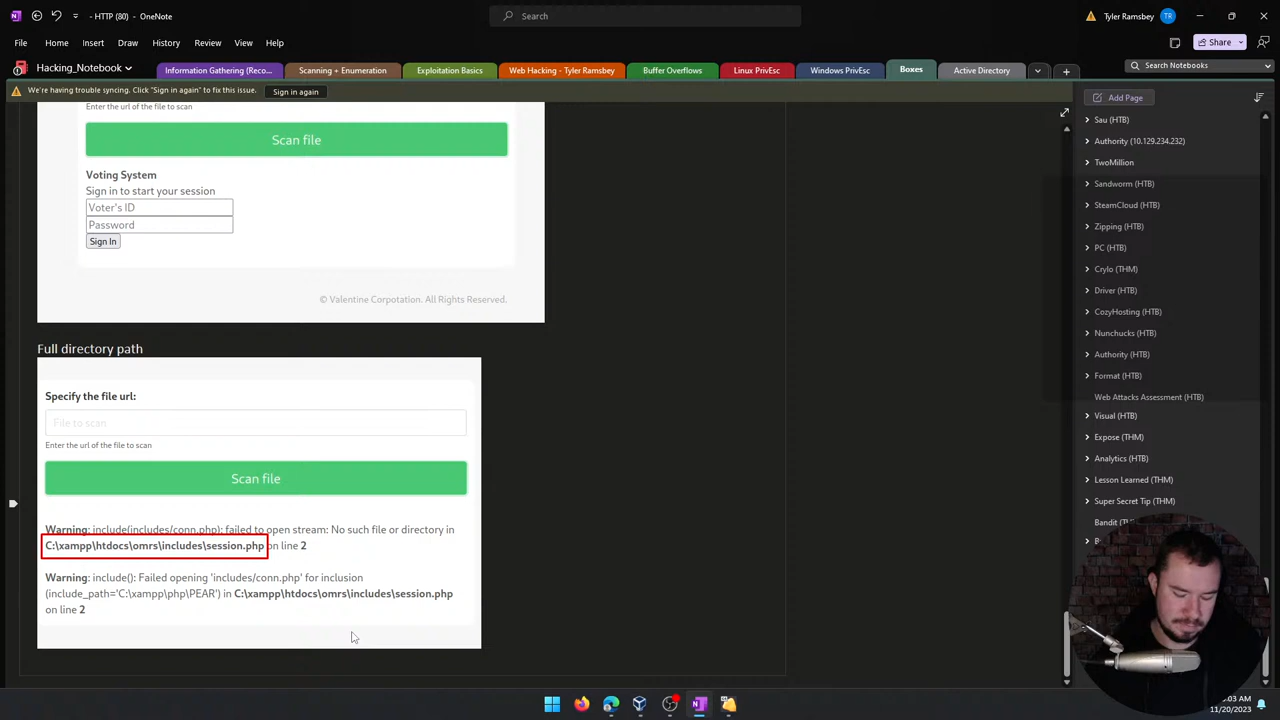 - HTTP (80) - OneNote
Search
Tyler Ramsbey
TR
File
Home
Insert
Draw
History
Review
View
Help
Share
Hacking_Notebook
Information Gathering (Reco...
Scanning + Enumeration
Exploitation Basics
Web Hacking - Tyler Ramsbey
Buffer Overflows
Linux PrivEsc
Windows PrivEsc
Boxes
Active Directory
Search Notebooks
We're having trouble syncing. Click "Sign in again" to fix this issue.
Sign in again
Add Page
Enter the url of the file to scan
Scan file
Voting System
Sign in to start your session
Voter's ID
Password
Sign In
© Valentine Corpotation. All Rights Reserved.
Full directory path
Specify the file url:
File to scan
Enter the url of the file to scan
Scan file
Warning: include(includes/conn.php): failed to open stream: No such file or directory in
C:\xampp\htdocs\omrs\includes\session.php on line 2
Warning: include(): Failed opening 'includes/conn.php' for inclusion
(include_path='C:\xampp\php\PEAR') in C:\xampp\htdocs\omrs\includes\session.php
on line 2
Sau (HTB)
Authority (10.129.234.232)
TwoMillion
Sandworm (HTB)
SteamCloud (HTB)
Zipping (HTB)
PC (HTB)
Crylo (THM)
Driver (HTB)
CozyHosting (HTB)
Nunchucks (HTB)
Authority (HTB)
Format (HTB)
Web Attacks Assessment (HTB)
Visual (HTB)
Expose (THM)
Analytics (HTB)
Lesson Learned (THM)
Super Secret Tip (THM)
Bandit (
:03 AM
11/20/2023